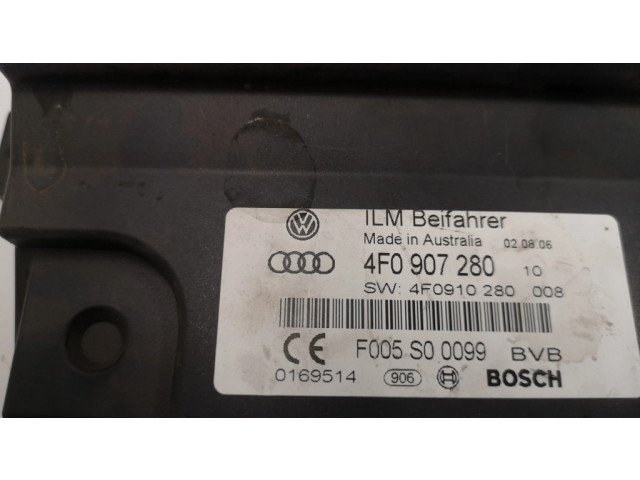 ILM Beifahrer
Made in Australia 02.08.06
4F0 907 280 10
SW: 4F0910 280 008
CE F005 S0 0099 BVB
0169514 906 BOSCH